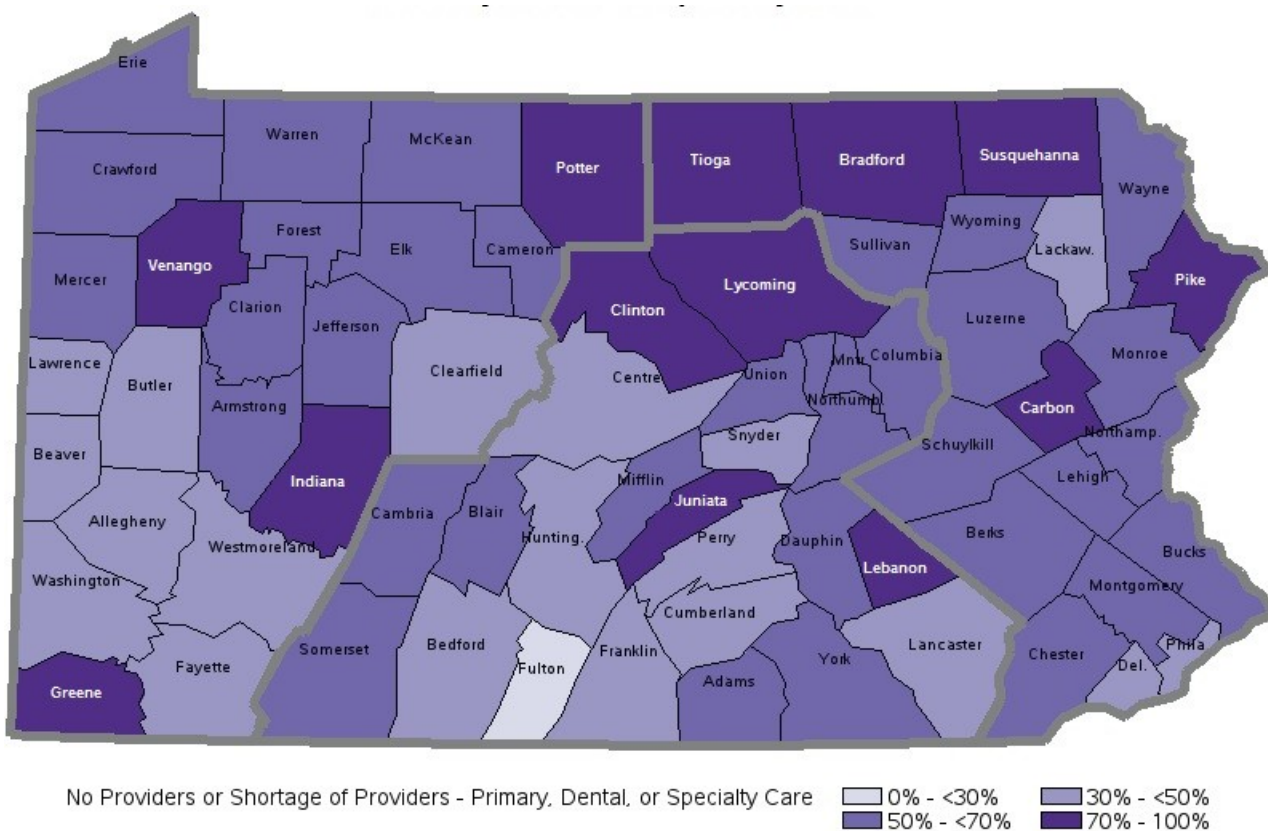 Erie
Warren
McKean
Potter
Tioga
Bradford
Susquehanna
Crawford
Wayne
Wyoming
Forest
Elk
Cameron
Sullivan
Lackaw.
Venango
Mercer
Pike
Lycoming
Clarion
Clinton
Jefferson
Luzerne
Lawrence
Butler
Clearfield
Centre
Union
Mntr.
Columbia
Monroe
Armstrong
Northumb.
Carbon
Beaver
Snyder
Schuylkill
Northamp.
Indiana
Mifflin
Lehigh
Juniata
Allegheny
Cambria
Blair
Hunting.
Perry
Dauphin
Berks
Westmoreland
Bucks
Lebanon
Washington
Montgomery
Cumberland
Bedford
Lancaster
Somerset
Franklin
Phila
Fayette
Fulton
York
Chester
Del.
Adams
Greene
No Providers or Shortage of Providers - Primary, Dental, or Specialty Care
0% - <30%
30% - <50%
50% - <70%
70% - 100%